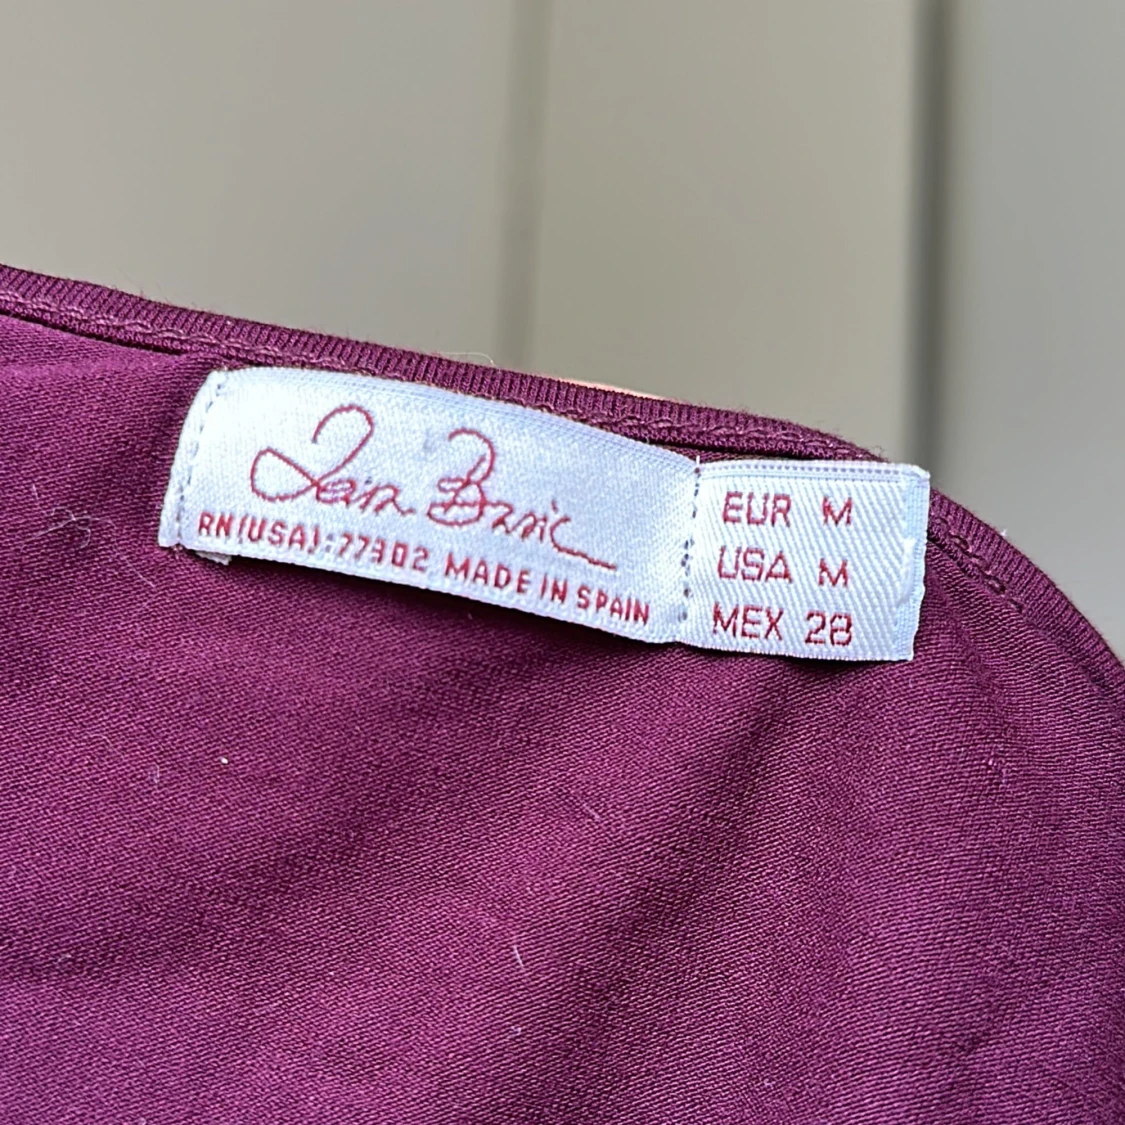 Zara Basic
RN(USA):77302 MADE IN SPAIN
EUR M
USA M
MEX 28